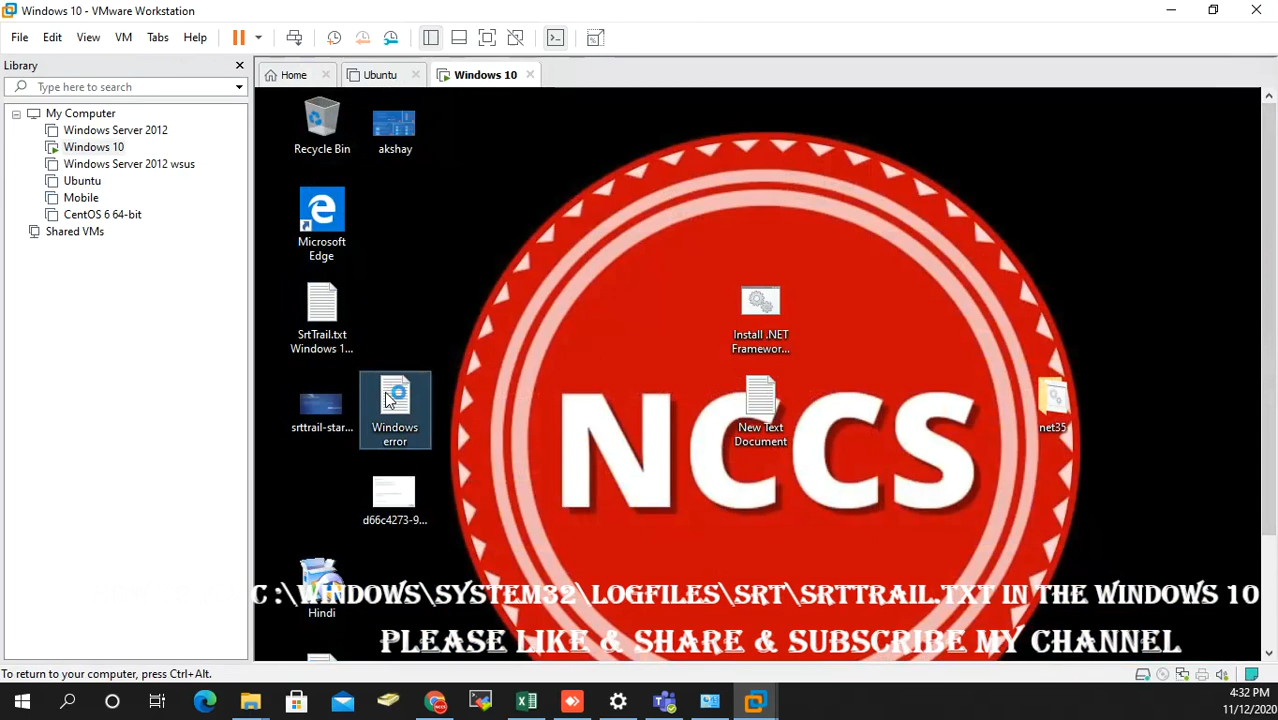 Windows 10 - VMware Workstation
File Edit View VM Tabs Help
Library
Type here to search
My Computer
Windows Server 2012
Windows 10
Windows Server 2012 wsus
Ubuntu
Mobile
CentOS 6 64-bit
Shared VMs
Home
Ubuntu
Windows 10
Recycle Bin
akshay
Microsoft
Edge
SrtTrail.txt
Windows 1...
Install .NET
Framewor...
srttrail-star...
Windows
error
New Text
Document
net35
NCCS
d66c4273-9...
Hindi
C :\WINDOWS\SYSTEM32\LOGFILES\SRT\SRTTRAIL.TXT IN THE WINDOWS 10
PLEASE LIKE & SHARE & SUBSCRIBE MY CHANNEL
To return to your computer, press Ctrl+Alt.
4:32 PM
11/12/2020